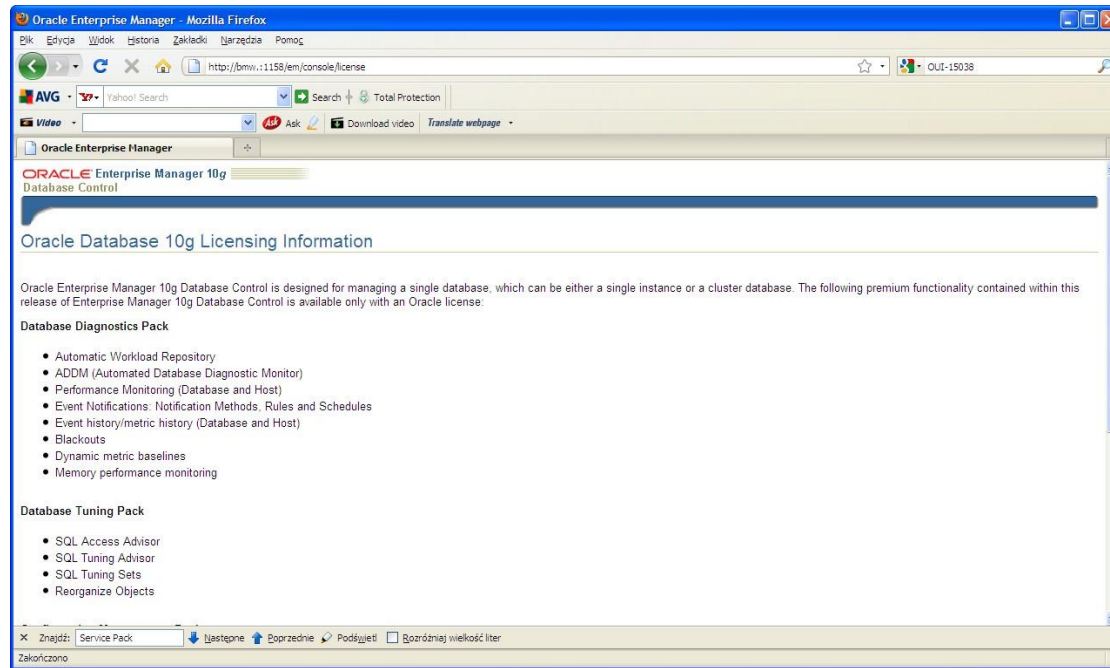 Oracle Enterprise Manager - Mozilla Firefox
Plik Edycja Widok Historia Zakładki Narzędzia Pomoc
http://bmw.:1158/em/console/license
OUI-15038
AVG Yahoo! Search Search Total Protection
Video Ask Download video Translate webpage
Oracle Enterprise Manager
ORACLE Enterprise Manager 10g
Database Control
Oracle Database 10g Licensing Information
Oracle Enterprise Manager 10g Database Control is designed for managing a single database, which can be either a single instance or a cluster database. The following premium functionality contained within this
release of Enterprise Manager 10g Database Control is available only with an Oracle license:
Database Diagnostics Pack
• Automatic Workload Repository
• ADDM (Automated Database Diagnostic Monitor)
• Performance Monitoring (Database and Host)
• Event Notifications: Notification Methods, Rules and Schedules
• Event history/metric history (Database and Host)
• Blackouts
• Dynamic metric baselines
• Memory performance monitoring
Database Tuning Pack
• SQL Access Advisor
• SQL Tuning Advisor
• SQL Tuning Sets
• Reorganize Objects
Znajdź: Service Pack Następne Poprzednie Podświetl Rozróżniaj wielkość liter
Zakończono